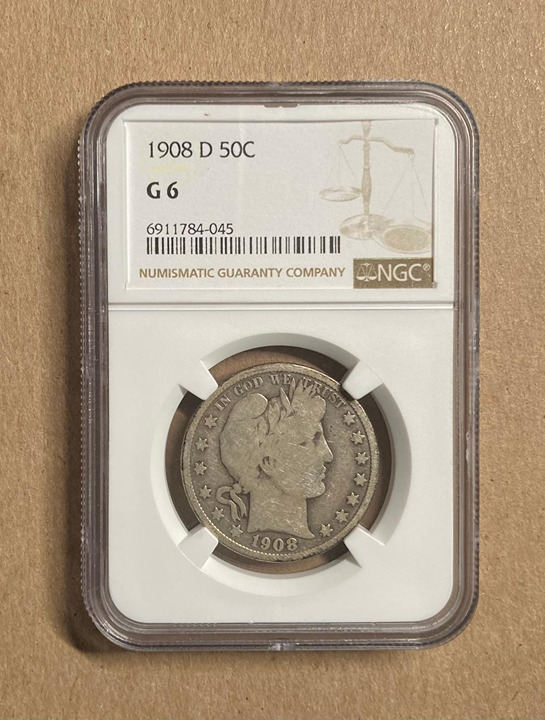 1908 D 50C
G 6
6911784-045
NUMISMATIC GUARANTY COMPANY
NGC®
IN GOD WE TRUST
1908